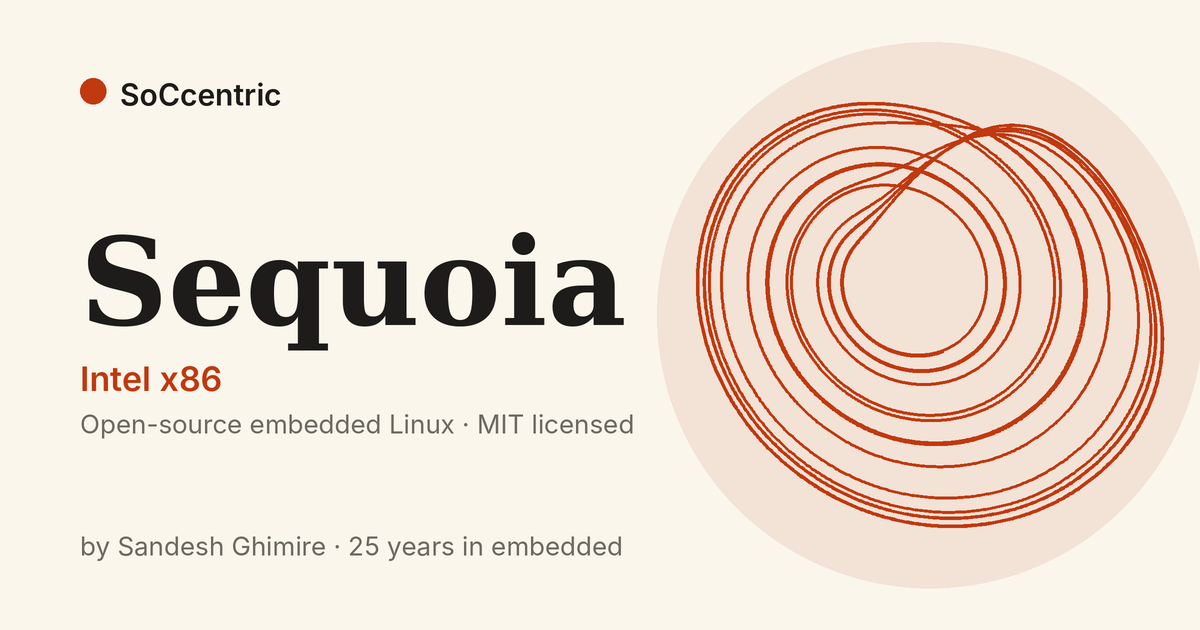 SoCcentric
Sequoia
Intel x86
Open-source embedded Linux · MIT licensed
by Sandesh Ghimire · 25 years in embedded